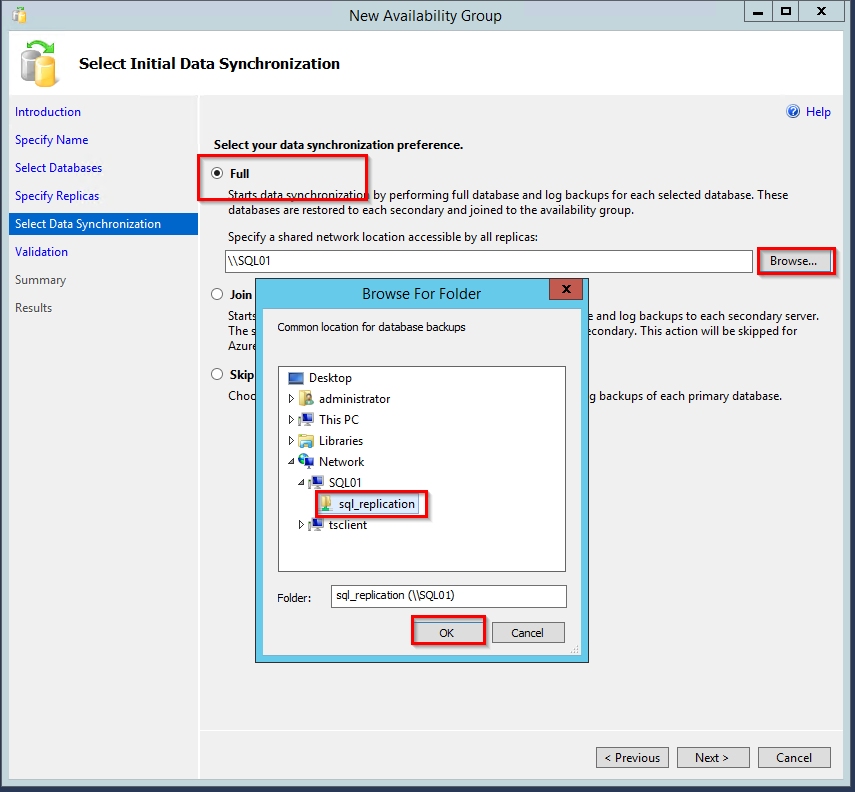 New Availability Group
Select Initial Data Synchronization
Introduction
Specify Name
Select Databases
Specify Replicas
Select Data Synchronization
Validation
Summary
Results
Help
Select your data synchronization preference.
Full
Starts data synchronization by performing full database and log backups for each selected database. These
databases are restored to each secondary and joined to the availability group.
Specify a shared network location accessible by all replicas:
\\SQL01
Browse...
Join
Starts
e and log backups to each secondary server.
The s
econdary. This action will be skipped for
Azure
Skip
Choo
g backups of each primary database.
Browse For Folder
Common location for database backups
Desktop
administrator
This PC
Libraries
Network
SQL01
sql_replication
tsclient
Folder:
sql_replication (\\SQL01)
OK
Cancel
< Previous
Next >
Cancel